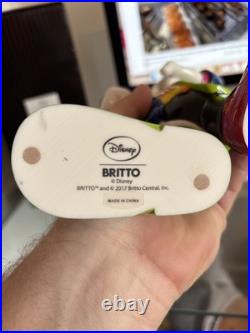 Disney
BRITTO
© Disney
BRITTO™ and © 2017 Britto Central, Inc.
MADE IN CHINA